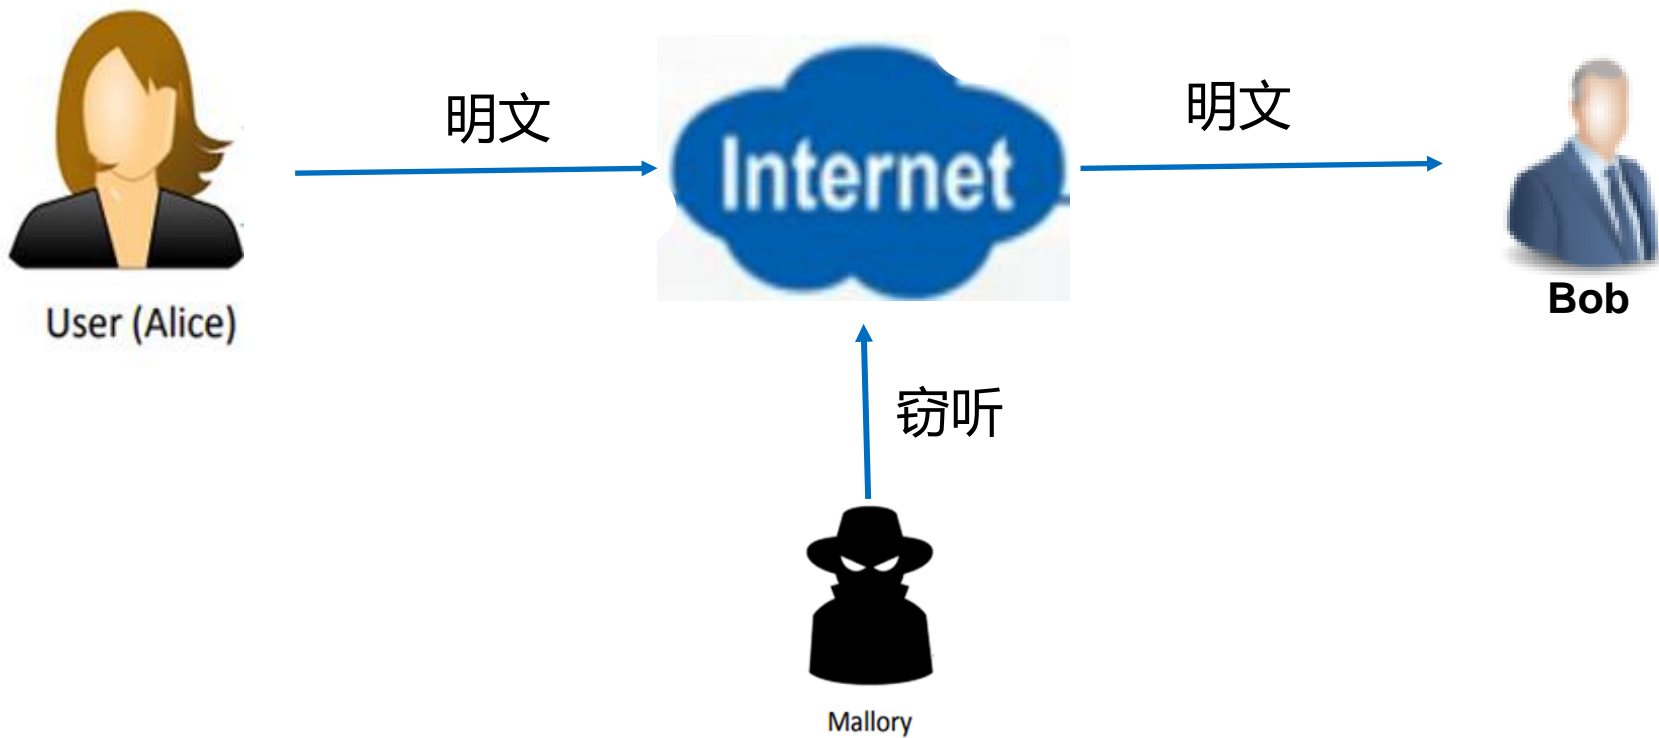 明文
Internet
明文
User (Alice)
Bob
窃听
Mallory